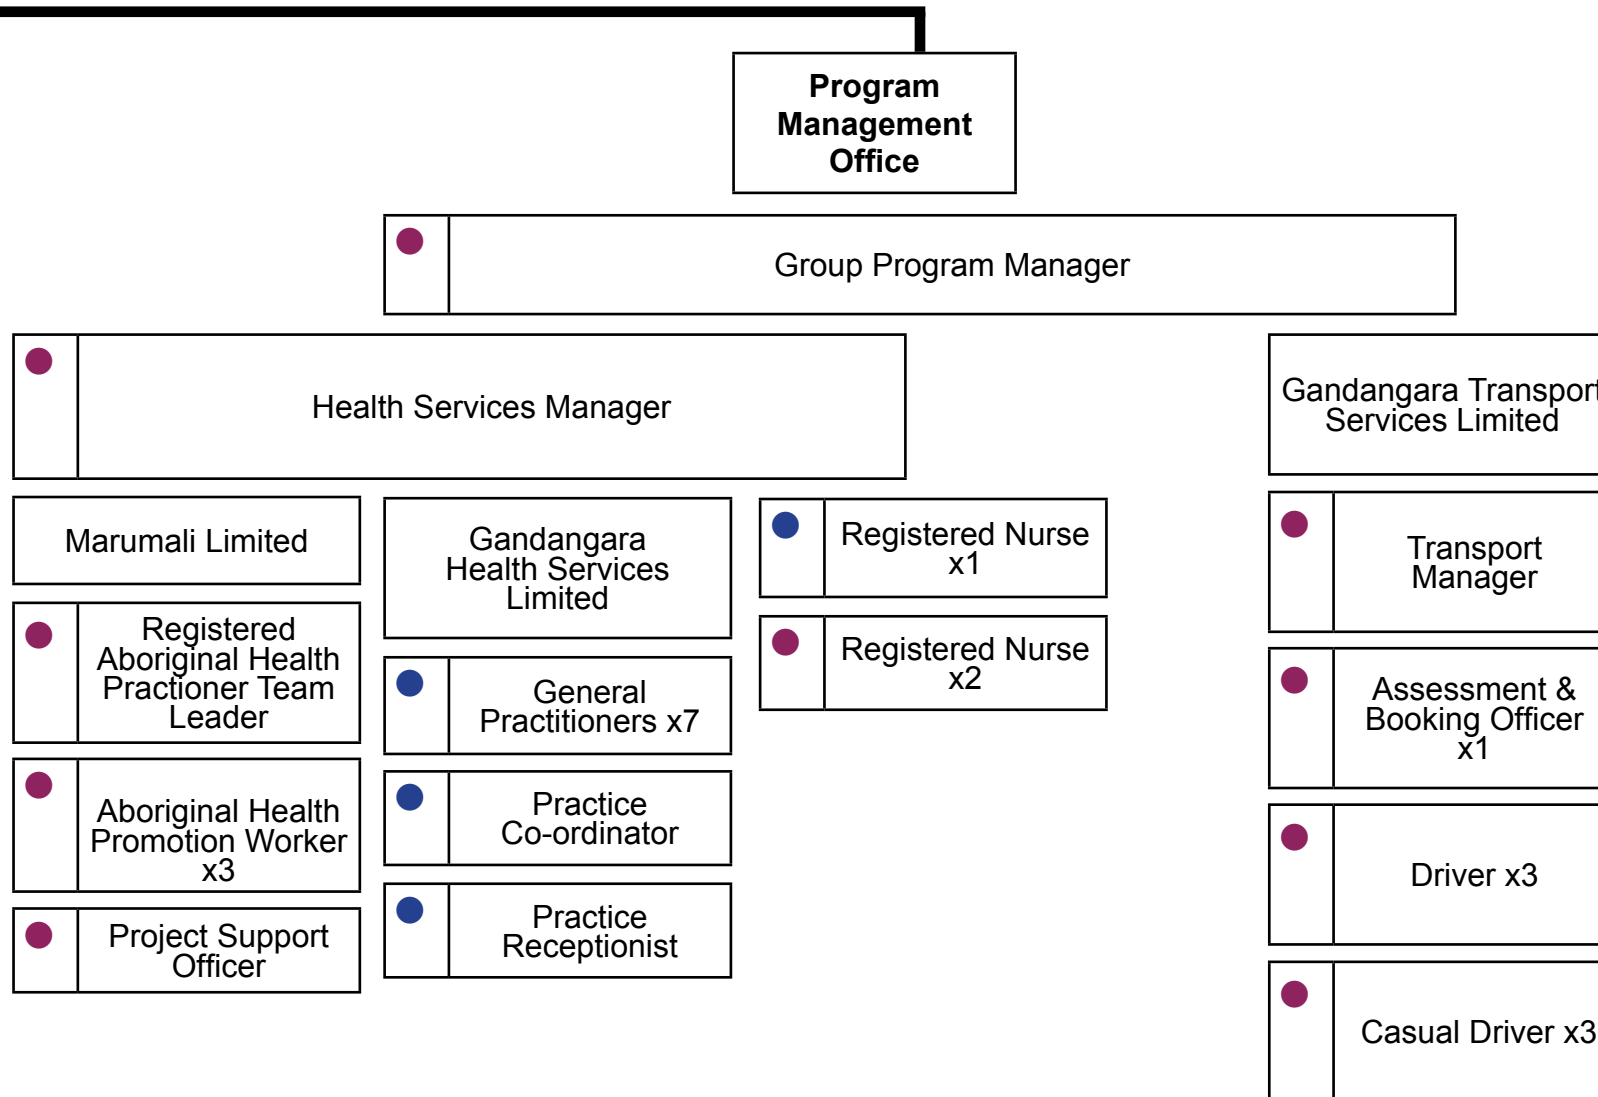 Program
Management
Office
Group Program Manager
Health Services Manager
Marumali Limited
Registered
Aboriginal Health
Practioner Team
Leader
Aboriginal Health
Promotion Worker
x3
Project Support
Officer
Gandangara
Health Services
Limited
General
Practitioners x7
Practice
Co-ordinator
Practice
Receptionist
Registered Nurse
x1
Registered Nurse
x2
Gandangara Transport
Services Limited
Transport
Manager
Assessment &
Booking Officer
x1
Driver x3
Casual Driver x3